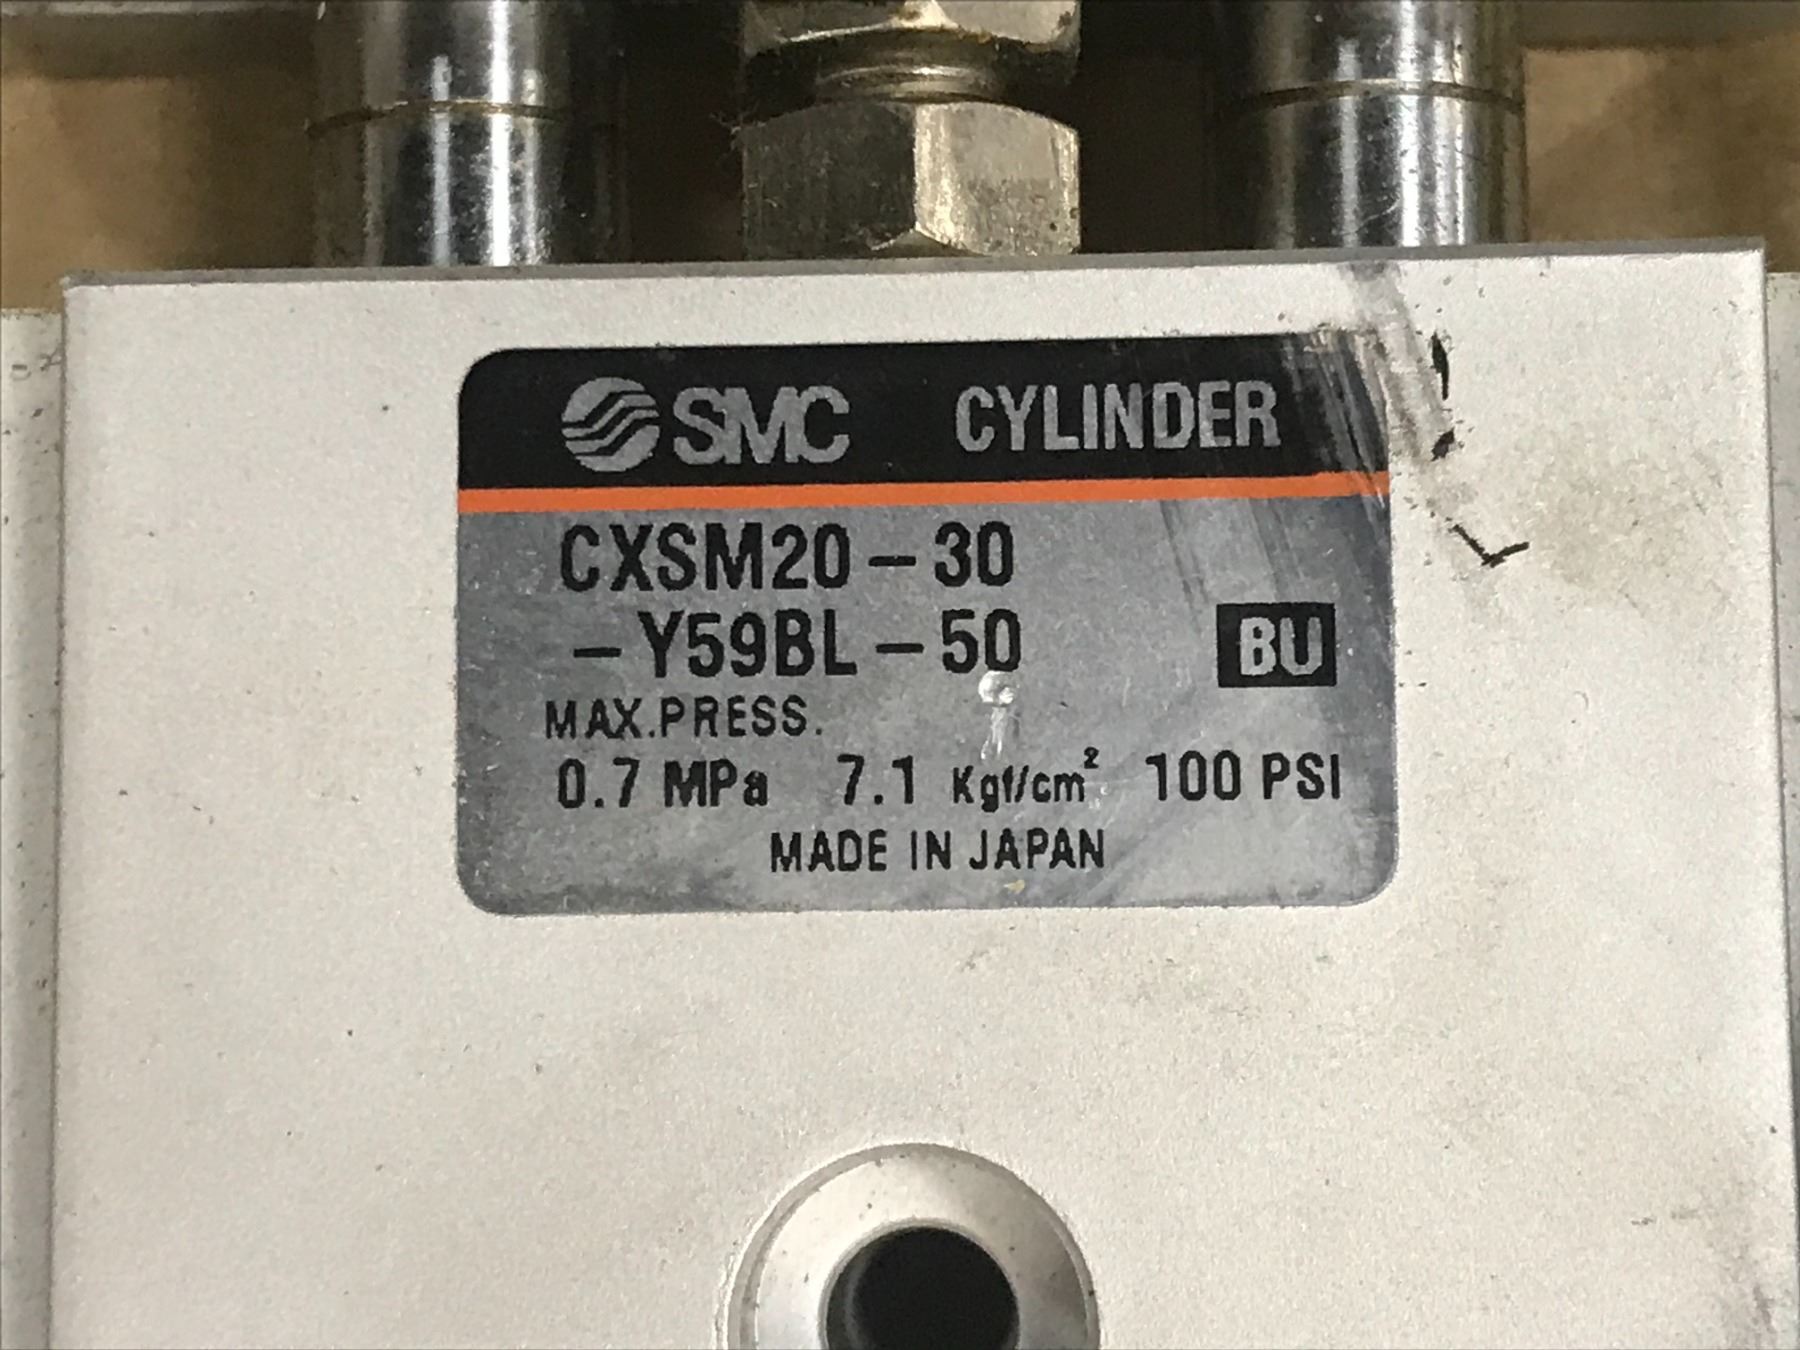 SMC CYLINDER
CXSM20-30
-Y59BL-50 BU
MAX.PRESS.
0.7 MPa 7.1 Kgf/cm² 100 PSI
MADE IN JAPAN